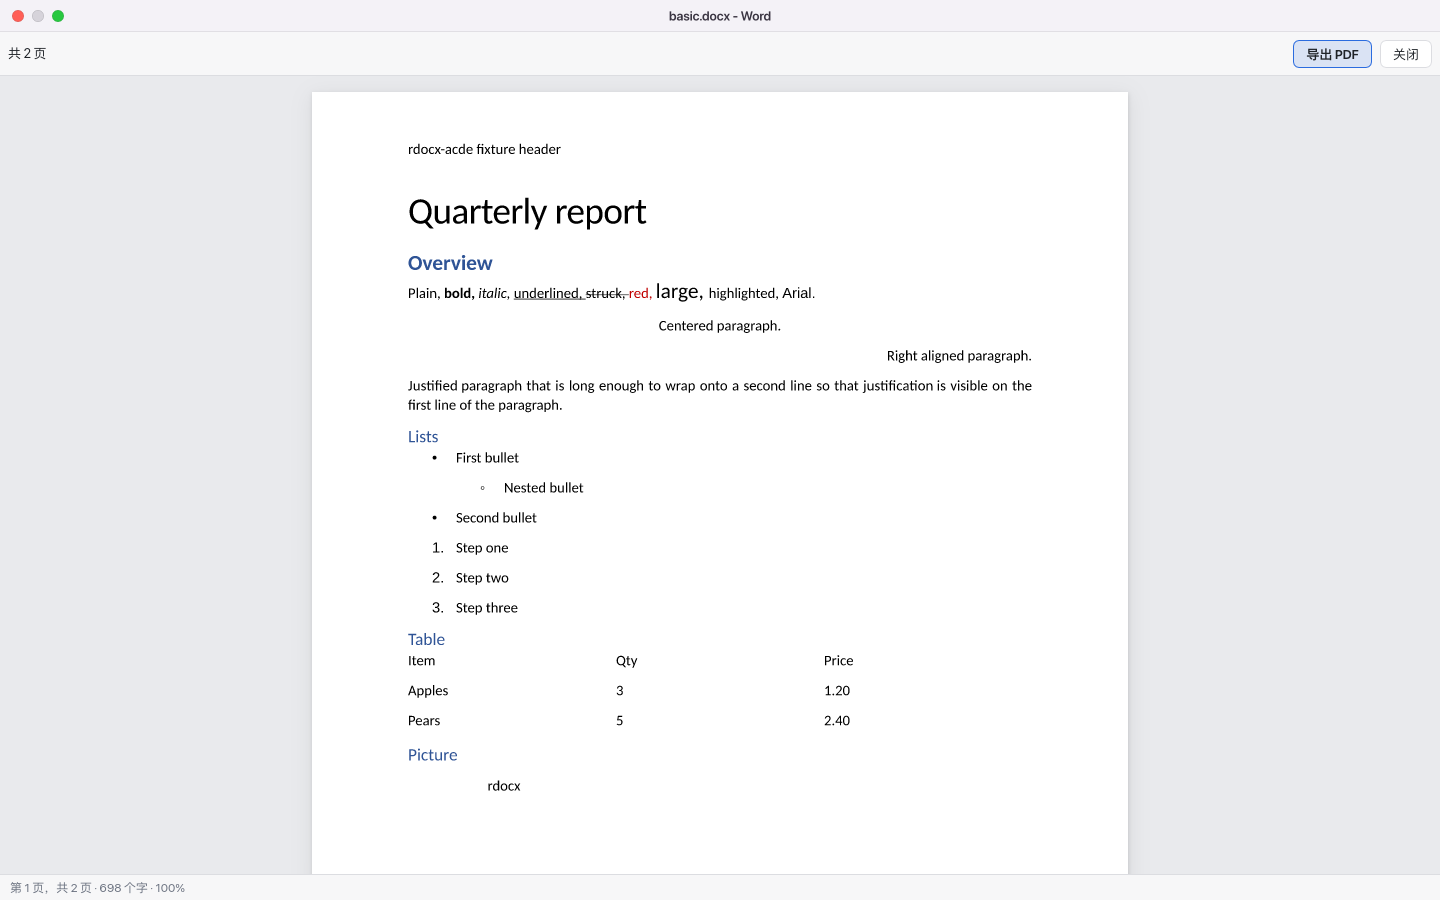 basic.docx - Word
共 2 页
导出 PDF
关闭
rdocx-acde fixture header
Quarterly report
Overview
Plain, bold, italic, underlined, struck, red, large, highlighted, Arial.
Centered paragraph.
Right aligned paragraph.
Justified paragraph that is long enough to wrap onto a second line so that justification is visible on the
first line of the paragraph.
Lists
• First bullet
◦ Nested bullet
• Second bullet
1. Step one
2. Step two
3. Step three
Table
Item Qty Price
Apples 3 1.20
Pears 5 2.40
Picture
rdocx
第 1 页，共 2 页 · 698 个字 · 100%